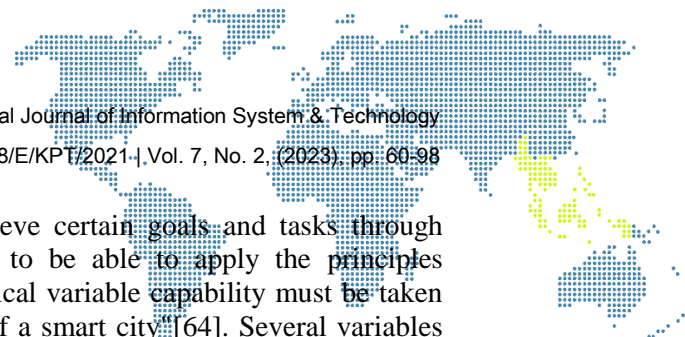 al Journal of Information System & Technology
8/E/KPT/2021 | Vol. 7, No. 2, (2023), pp. 60-98
eve certain goals and tasks through
to be able to apply the principles
ical variable capability must be taken
f a smart city"[64]. Several variables